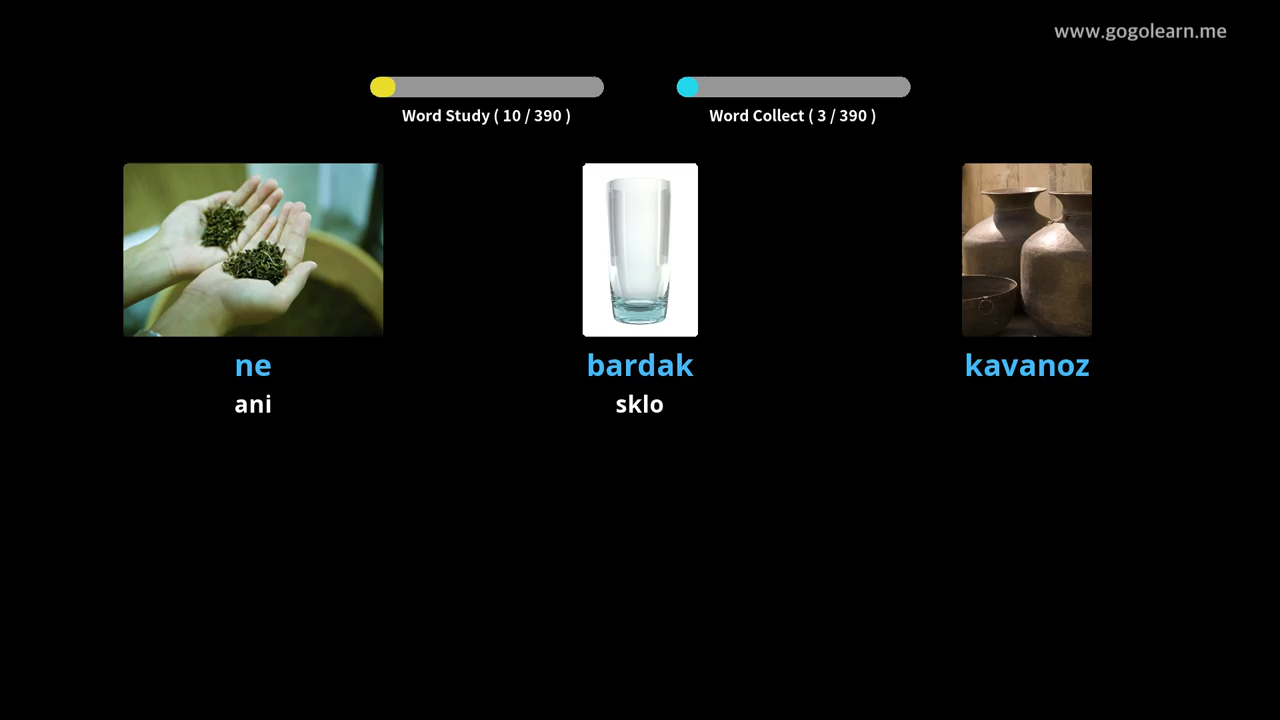 www.gogolearn.me
Word Study ( 10 / 390 )
Word Collect ( 3 / 390 )
ne
bardak
kavanoz
ani
sklo